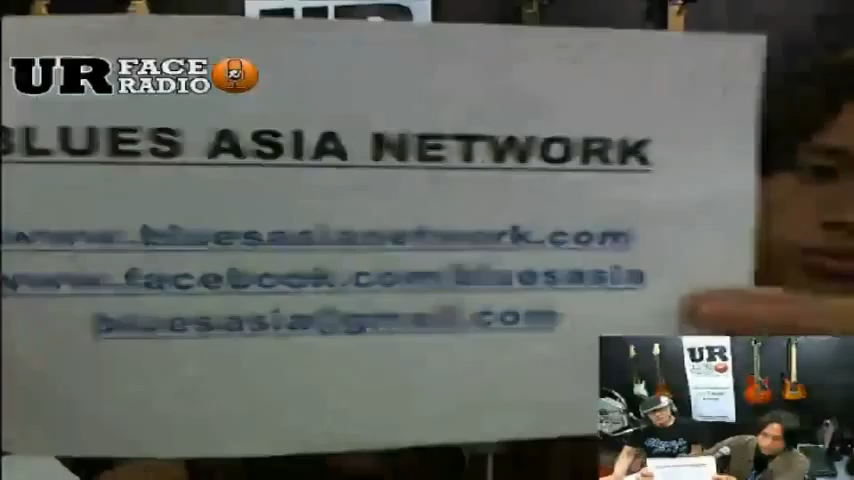 UR FACE RADIO
BLUES ASIA NETWORK
www.bluesasianetwork.com
www.facebook.com/bluesasia
bluesasia@gmail.com
UR